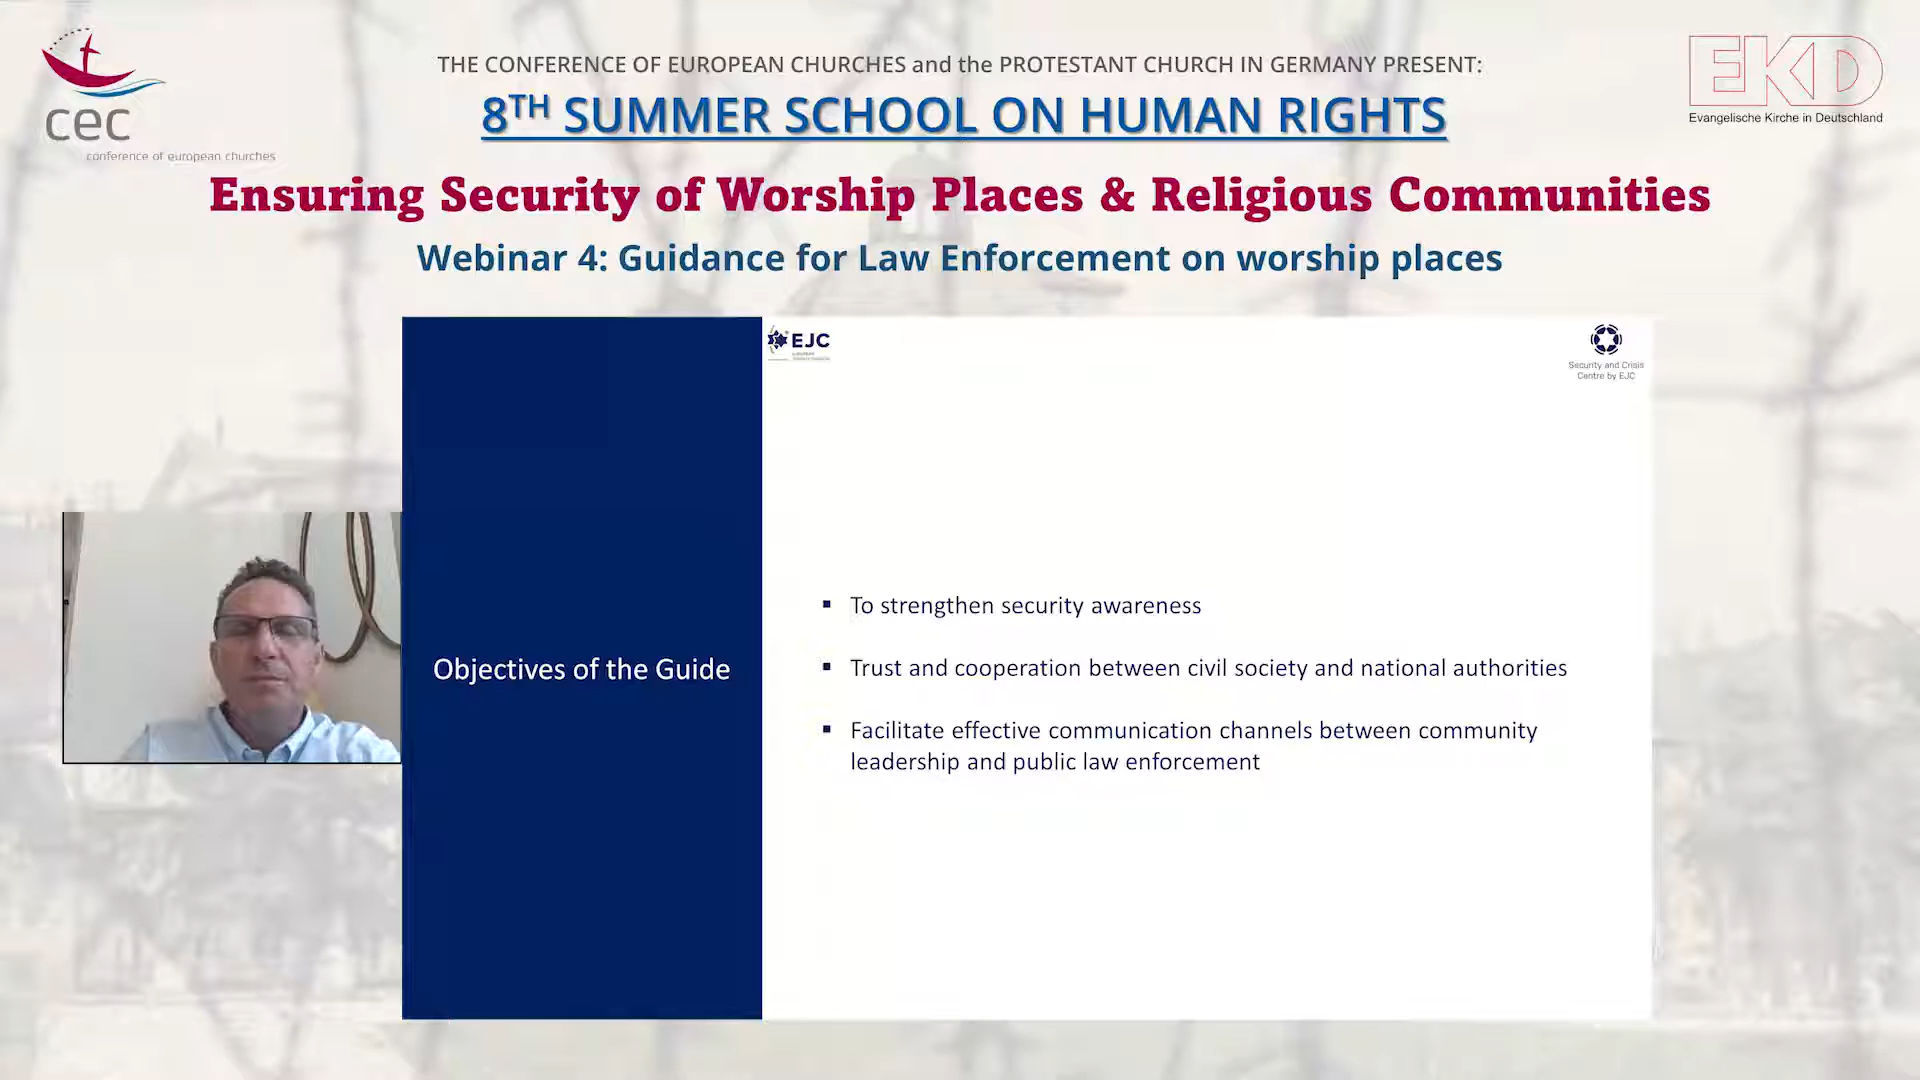 cec
conference of european churches
THE CONFERENCE OF EUROPEAN CHURCHES and the PROTESTANT CHURCH IN GERMANY PRESENT:
8TH SUMMER SCHOOL ON HUMAN RIGHTS
EKD
Evangelische Kirche in Deutschland
Ensuring Security of Worship Places & Religious Communities
Webinar 4: Guidance for Law Enforcement on worship places
EJC
Security and Crisis
Centre by EJC
Objectives of the Guide
▪ To strengthen security awareness
▪ Trust and cooperation between civil society and national authorities
▪ Facilitate effective communication channels between community
leadership and public law enforcement